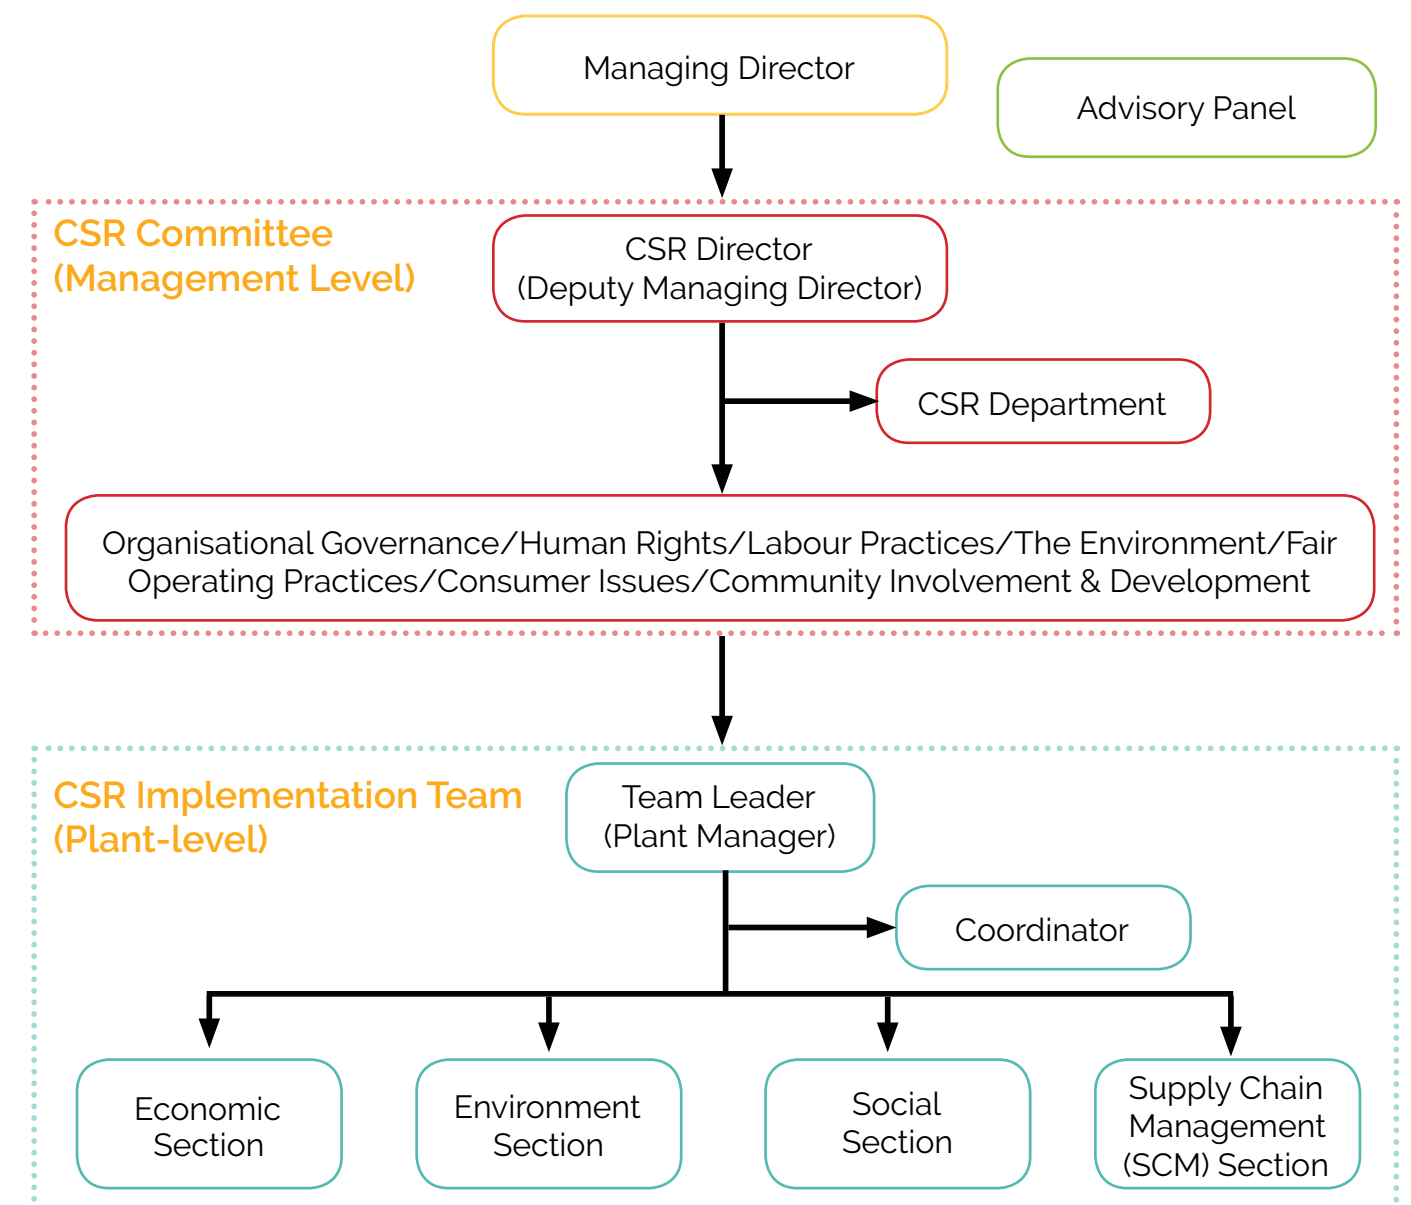 Managing Director
Advisory Panel
CSR Committee
(Management Level)
CSR Director
(Deputy Managing Director)
CSR Department
Organisational Governance/Human Rights/Labour Practices/The Environment/Fair
Operating Practices/Consumer Issues/Community Involvement & Development
CSR Implementation Team
(Plant-level)
Team Leader
(Plant Manager)
Coordinator
Economic
Section
Environment
Section
Social
Section
Supply Chain
Management
(SCM) Section